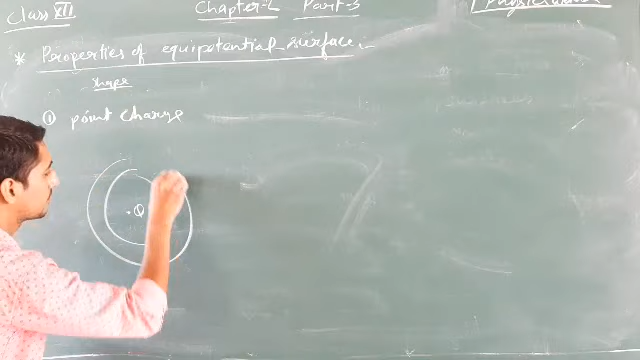 Class XII
Chapter-2 Part-3
* Properties of equipotential surface.
shape
① point charge
Q